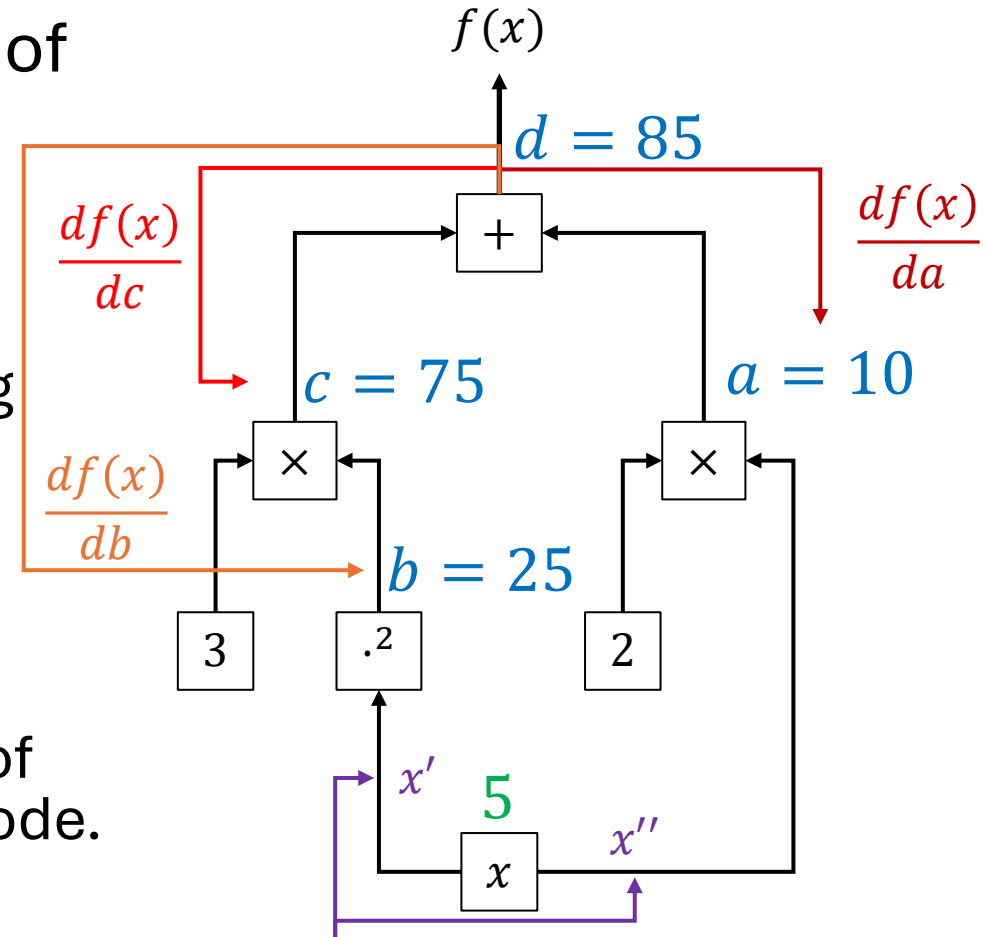 of
f(x)
d = 85
df(x)
dc
+
df(x)
da
g
c = 75
a = 10
×
×
df(x)
db
b = 25
3
.²
2
of
x′
5
ode.
x′′
x